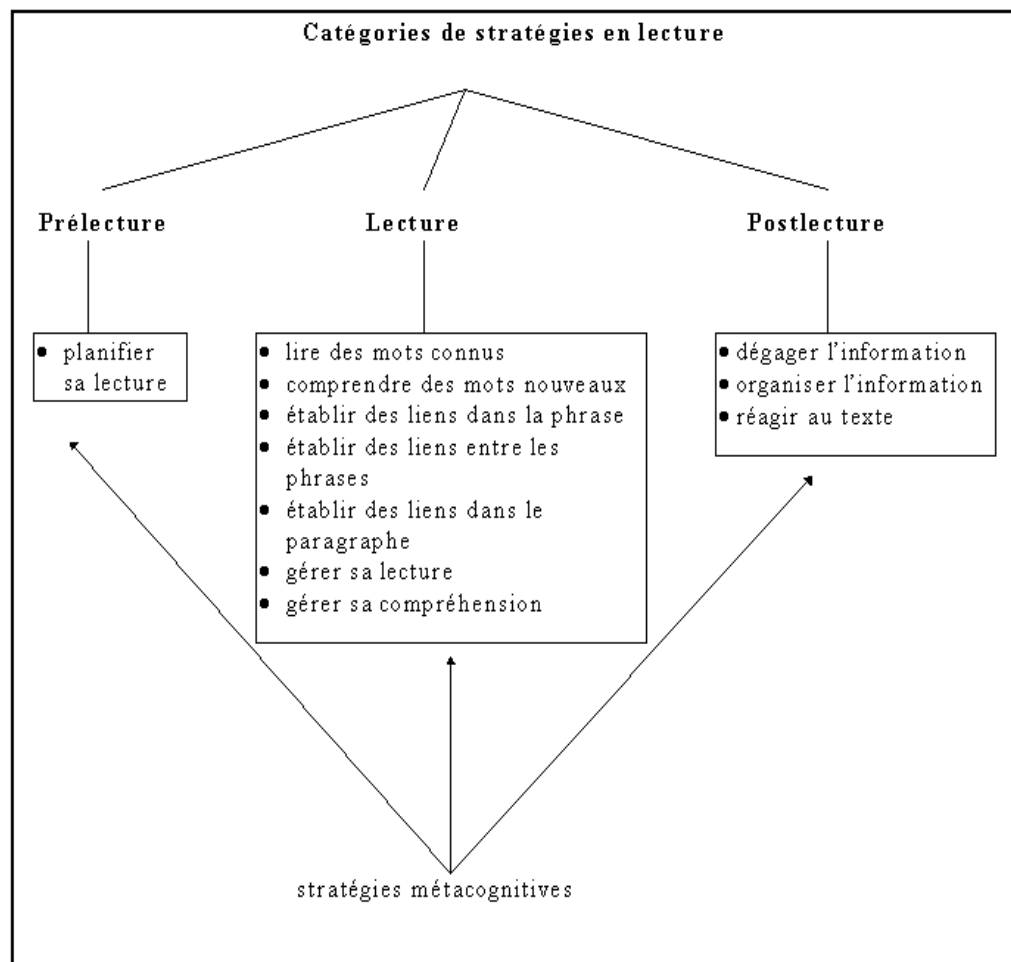 Catégories de stratégies en lecture
Prélecture
Lecture
Postlecture
• planifier
sa lecture
• lire des mots connus
• comprendre des mots nouveaux
• établir des liens dans la phrase
• établir des liens entre les
phrases
• établir des liens dans le
paragraphe
• gérer sa lecture
• gérer sa compréhension
• dégager l'information
• organiser l'information
• réagir au texte
stratégies métacognitives